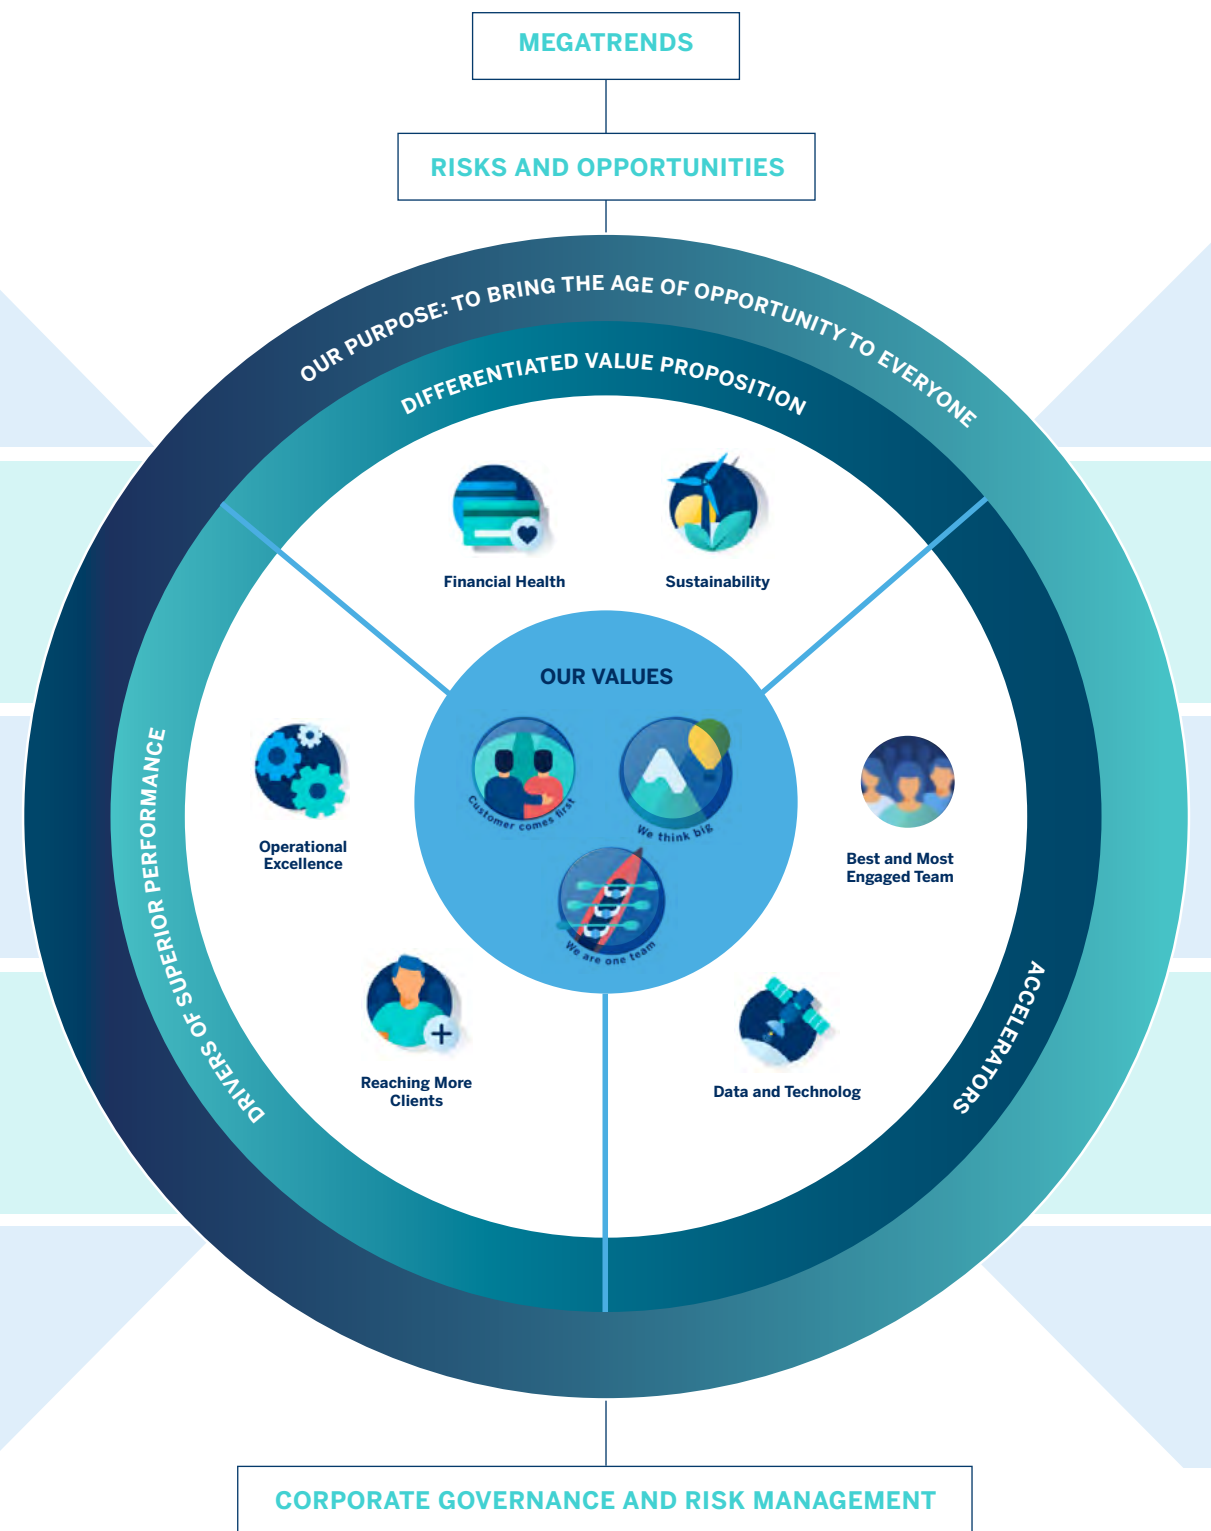 MEGATRENDS
RISKS AND OPPORTUNITIES
OUR PURPOSE: TO BRING THE AGE OF OPPORTUNITY TO EVERYONE
DIFFERENTIATED VALUE PROPOSITION
Financial Health
Sustainability
OUR VALUES
Customer comes first
We think big
We are one team
Operational
Excellence
Best and Most
Engaged Team
DRIVERS OF SUPERIOR PERFORMANCE
ACCELERATORS
Reaching More
Clients
Data and Technolog
CORPORATE GOVERNANCE AND RISK MANAGEMENT